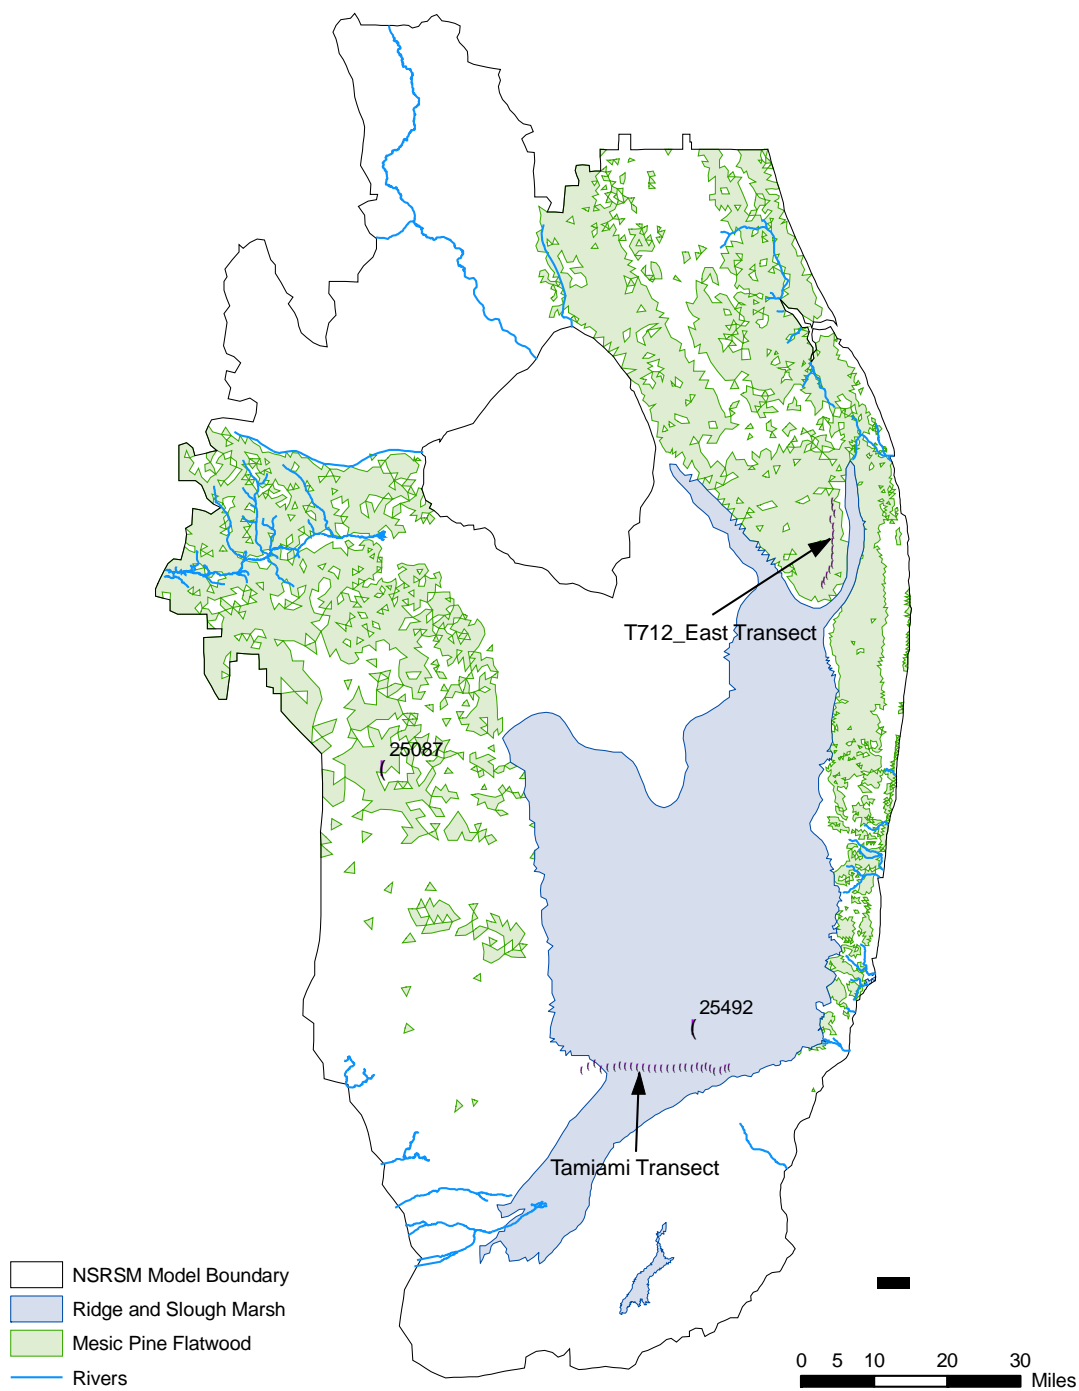 T712_East Transect
25087
25492
Tamiami Transect
NSRSM Model Boundary
Ridge and Slough Marsh
Mesic Pine Flatwood
Rivers
0 5 10 20 30
Miles